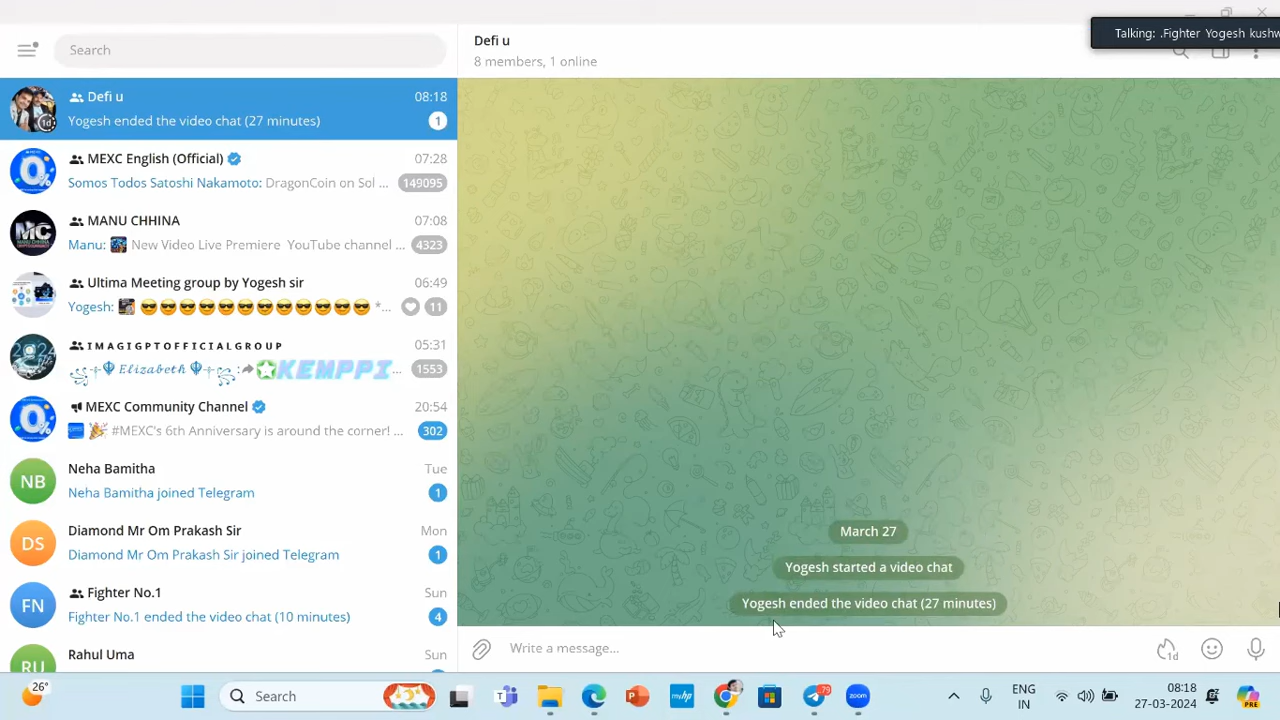 Search
Defi u
8 members, 1 online
Talking: .Fighter Yogesh kushw
Defi u
08:18
Yogesh ended the video chat (27 minutes)
1
MEXC English (Official)
07:28
Somos Todos Satoshi Nakamoto: DragonCoin on Sol ...
149095
MANU CHHINA
07:08
Manu: New Video Live Premiere YouTube channel ...
4323
Ultima Meeting group by Yogesh sir
06:49
Yogesh: 😎😎😎😎😎😎😎😎😎😎😎😎 *...
11
ＩＭＡＧＩＧＰＴＯＦＦＩＣＩＡＬＧＲＯＵＰ
05:31
Elizabeth : KEMPPI ...
1553
MEXC Community Channel
20:54
#MEXC's 6th Anniversary is around the corner! ...
302
NB
Neha Bamitha
Tue
Neha Bamitha joined Telegram
1
DS
Diamond Mr Om Prakash Sir
Mon
Diamond Mr Om Prakash Sir joined Telegram
1
FN
Fighter No.1
Sun
Fighter No.1 ended the video chat (10 minutes)
4
RU
Rahul Uma
Sun
March 27
Yogesh started a video chat
Yogesh ended the video chat (27 minutes)
Write a message...
1d
26°
Search
myhp
79
zoom
ENG
IN
08:18
27-03-2024
PRE